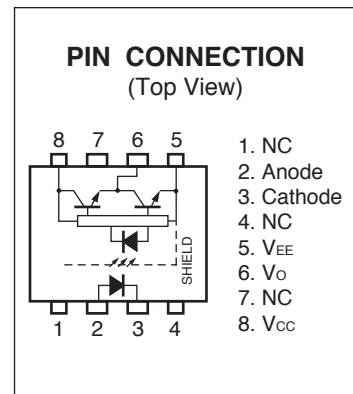 PIN CONNECTION
(Top View)
8 7 6 5
SHIELD
1 2 3 4
1. NC
2. Anode
3. Cathode
4. NC
5. VEE
6. VO
7. NC
8. VCC